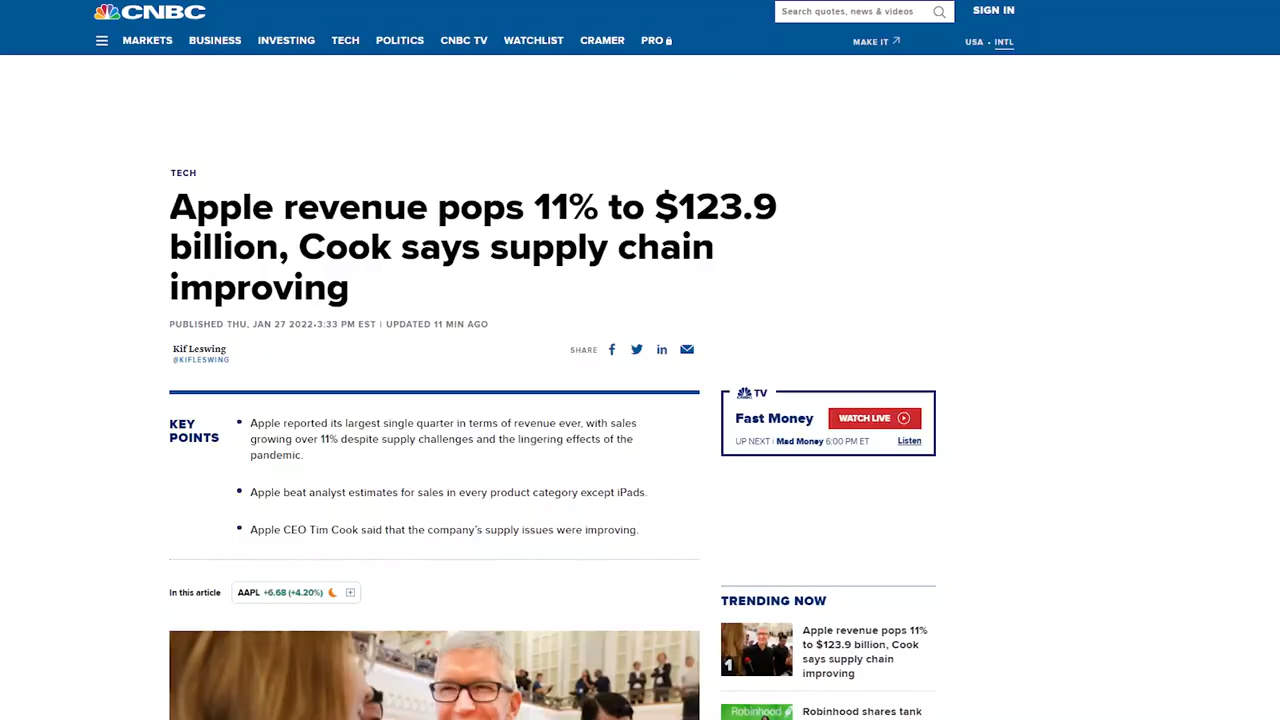 CNBC
Search quotes, news & videos
SIGN IN
MARKETS BUSINESS INVESTING TECH POLITICS CNBC TV WATCHLIST CRAMER PRO
MAKE IT
USA • INTL
TECH
Apple revenue pops 11% to $123.9
billion, Cook says supply chain
improving
PUBLISHED THU, JAN 27 2022•3:33 PM EST | UPDATED 11 MIN AGO
Kif Leswing
@KIFLESWING
SHARE
KEY
POINTS
• Apple reported its largest single quarter in terms of revenue ever, with sales
growing over 11% despite supply challenges and the lingering effects of the
pandemic.
• Apple beat analyst estimates for sales in every product category except iPads.
• Apple CEO Tim Cook said that the company's supply issues were improving.
In this article
AAPL +6.68 (+4.20%)
TV
Fast Money
WATCH LIVE
UP NEXT | Mad Money 6:00 PM ET
Listen
TRENDING NOW
1
Apple revenue pops 11%
to $123.9 billion, Cook
says supply chain
improving
Robinhood
Robinhood shares tank